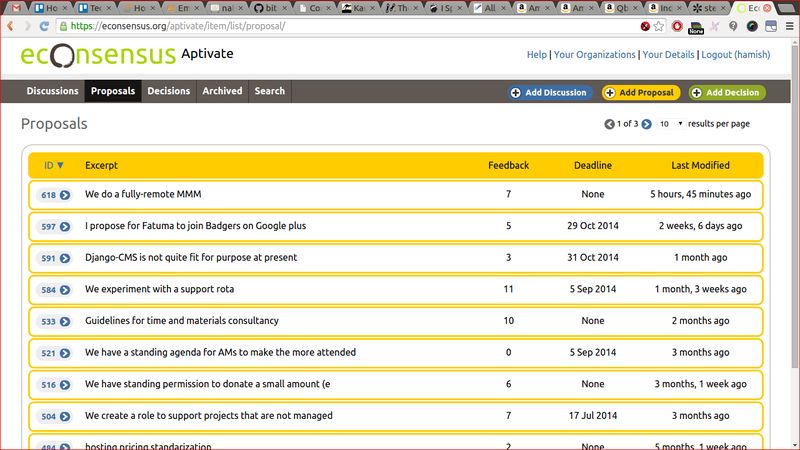 Ho
Tec
Ho
Em
nal
bit
Co
Ka
Th
I Sp
All
An
An
Qb
In
ste
Ec
https://econsensus.org/aptivate/item/list/proposal/
None
econsensus Aptivate
Help | Your Organizations | Your Details | Logout (hamish)
Discussions Proposals Decisions Archived Search Add Discussion Add Proposal Add Decision
Proposals 1 of 3 10 results per page
ID ▼ Excerpt Feedback Deadline Last Modified
618 We do a fully-remote MMM 7 None 5 hours, 45 minutes ago
597 I propose for Fatuma to join Badgers on Google plus 5 29 Oct 2014 2 weeks, 6 days ago
591 Django-CMS is not quite fit for purpose at present 3 31 Oct 2014 1 month ago
584 We experiment with a support rota 11 5 Sep 2014 1 month, 3 weeks ago
533 Guidelines for time and materials consultancy 10 None 2 months ago
521 We have a standing agenda for AMs to make the more attended 0 5 Sep 2014 3 months ago
516 We have standing permission to donate a small amount (e 6 None 3 months, 1 week ago
504 We create a role to support projects that are not managed 7 17 Jul 2014 3 months ago
484 hosting pricing standarization 2 None 5 months, 1 week ago